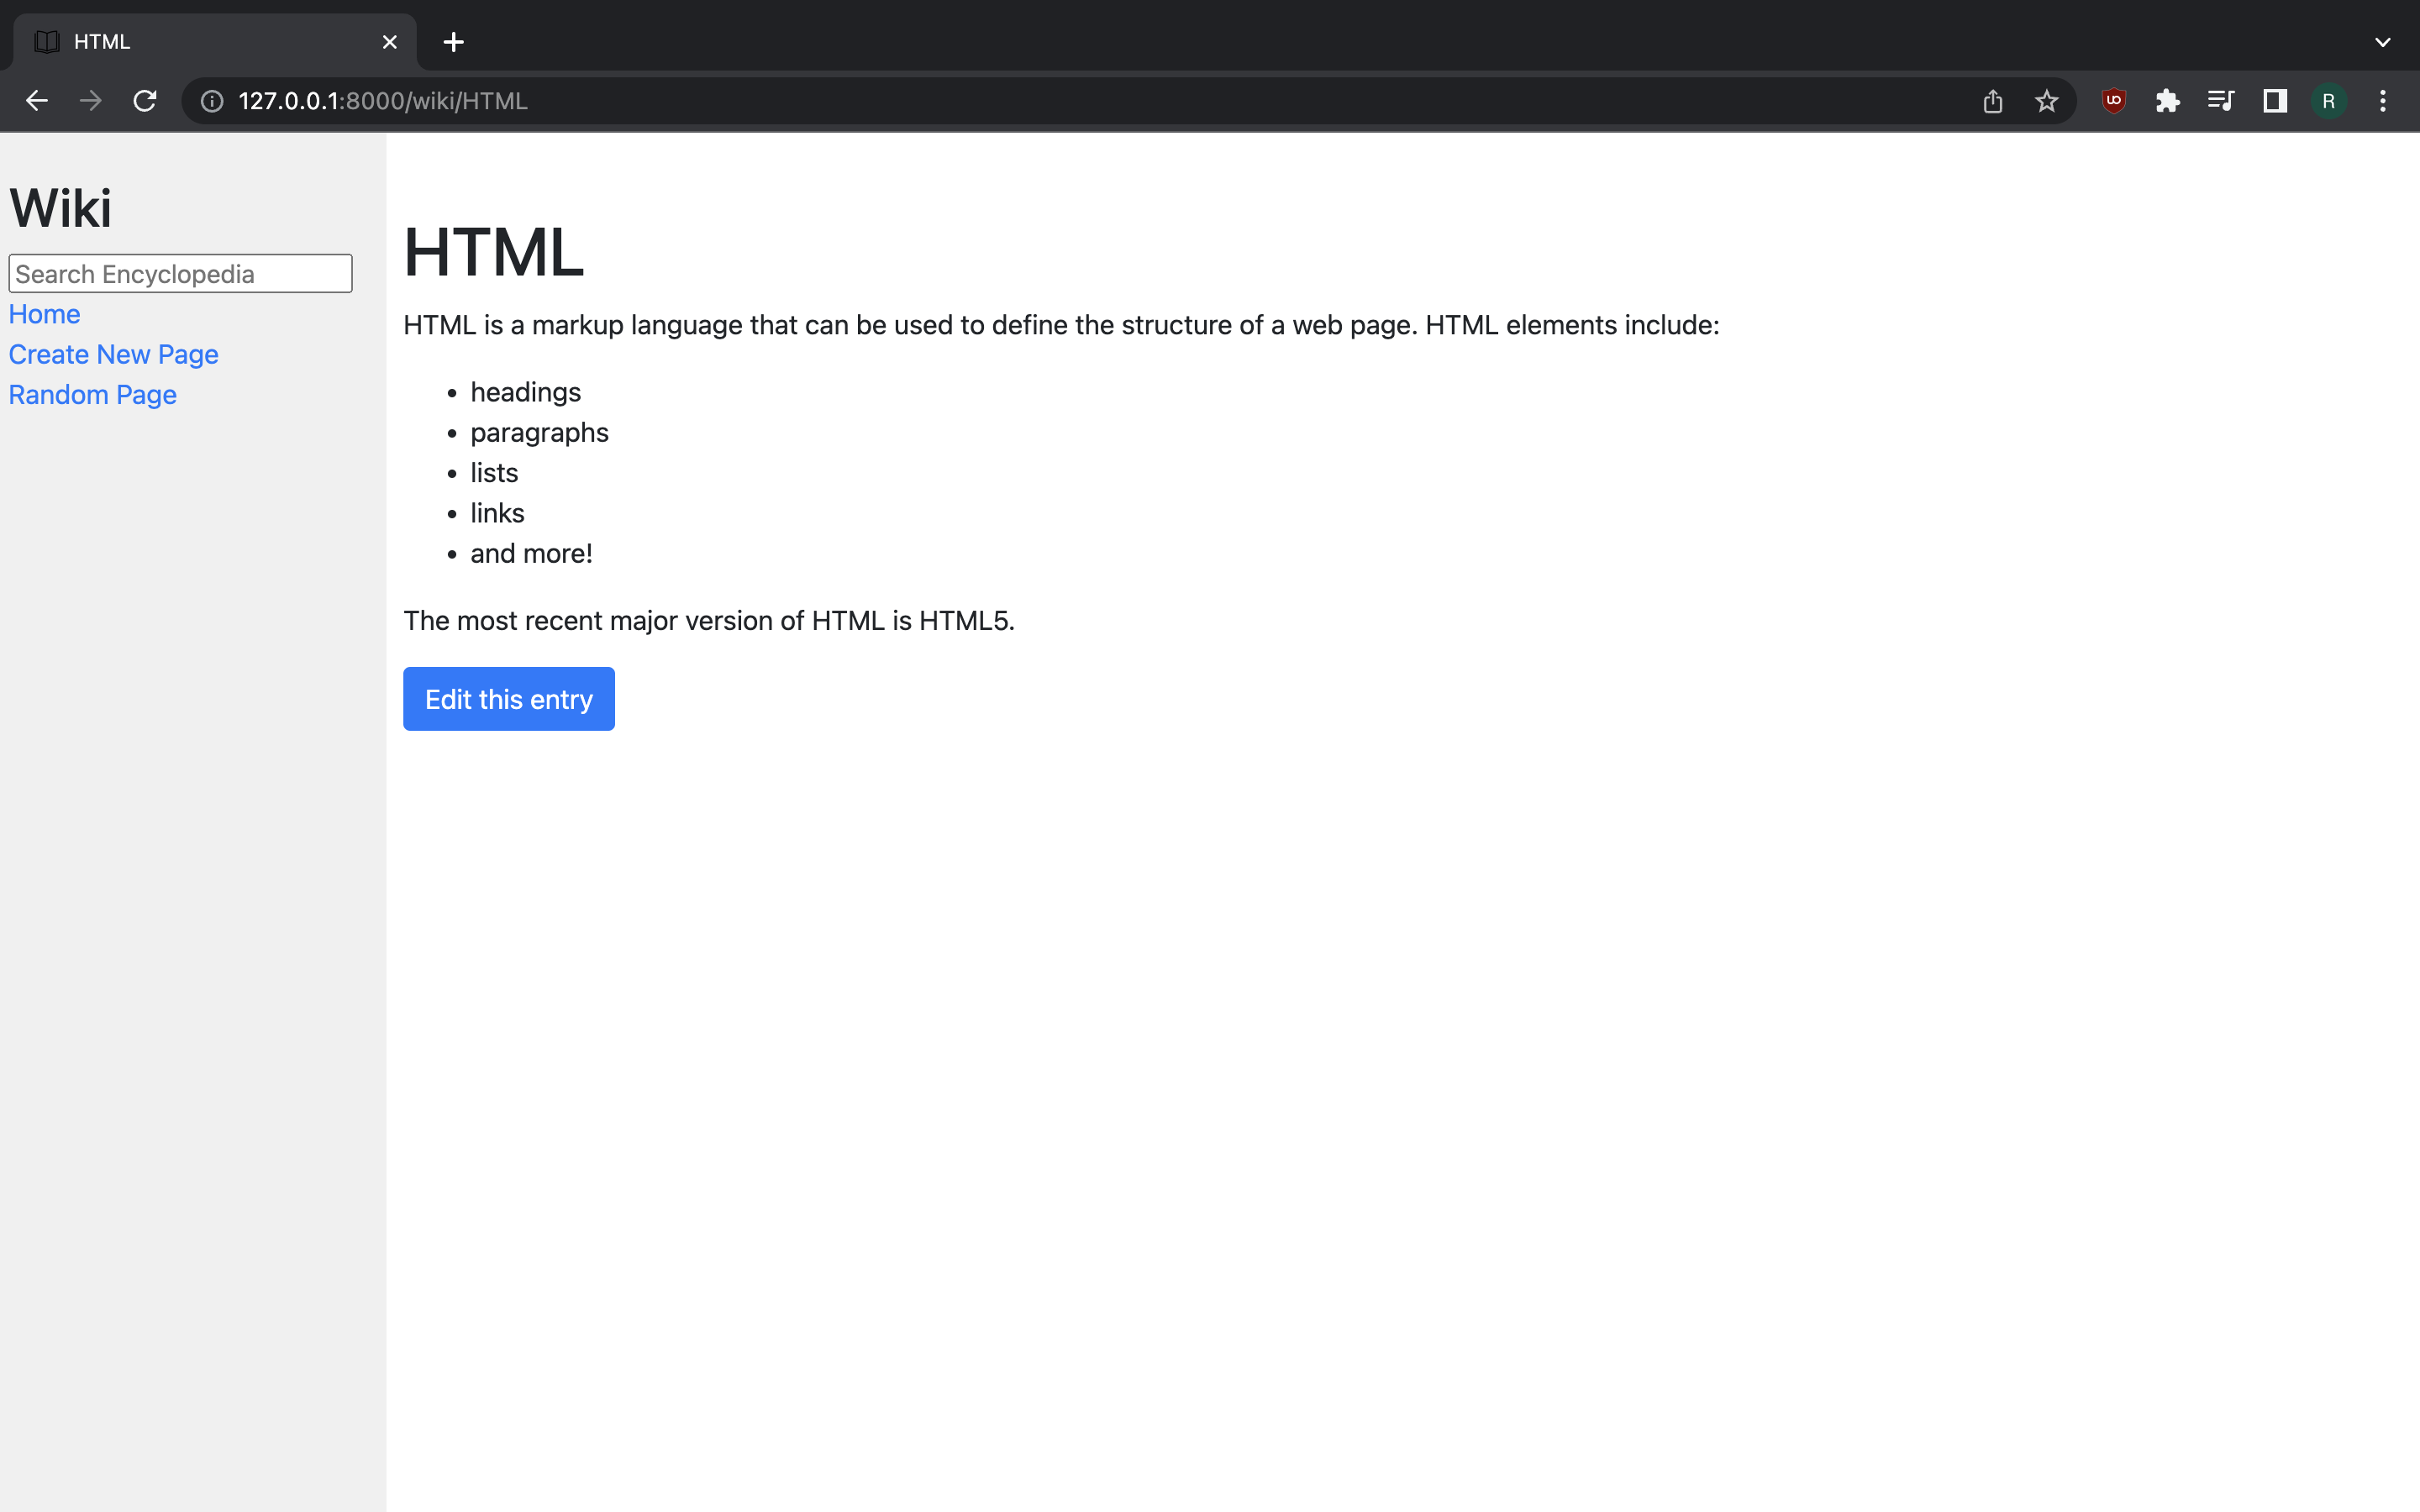 HTML
127.0.0.1:8000/wiki/HTML
R
Wiki
Search Encyclopedia
Home
Create New Page
Random Page
HTML
HTML is a markup language that can be used to define the structure of a web page. HTML elements include:
• headings
• paragraphs
• lists
• links
• and more!
The most recent major version of HTML is HTML5.
Edit this entry